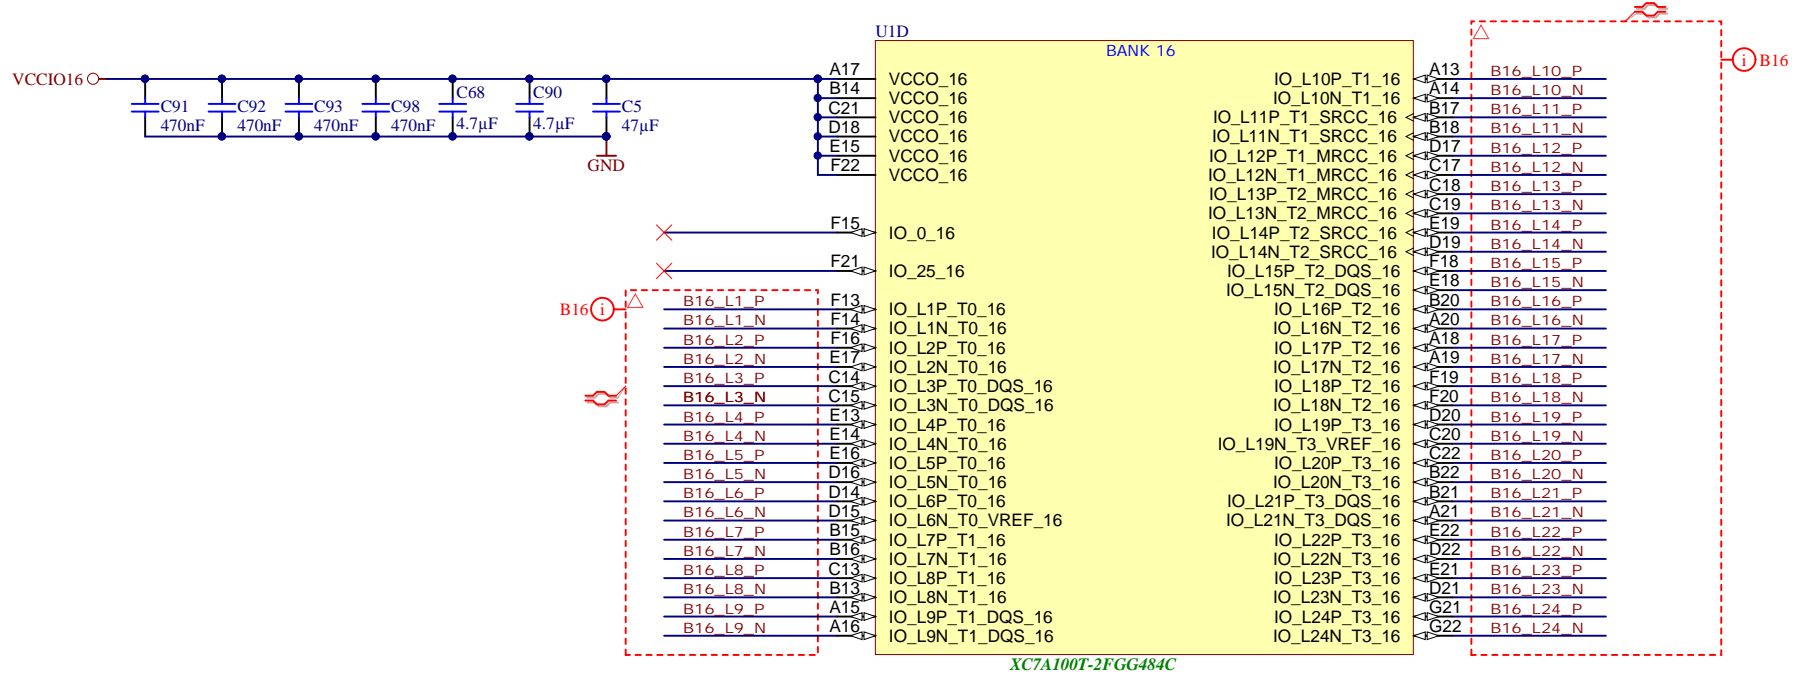 U1D
BANK 16
VCCIO16
C91 470nF
C92 470nF
C93 470nF
C98 470nF
C68 4.7µF
C90 4.7µF
C5 47µF
GND
A17 VCCO_16
B14 VCCO_16
C21 VCCO_16
D18 VCCO_16
E15 VCCO_16
F22 VCCO_16
F15 IO_0_16
F21 IO_25_16
B16 i
B16_L1_P F13 IO_L1P_T0_16
B16_L1_N F14 IO_L1N_T0_16
B16_L2_P F16 IO_L2P_T0_16
B16_L2_N E17 IO_L2N_T0_16
B16_L3_P C14 IO_L3P_T0_DQS_16
B16_L3_N C15 IO_L3N_T0_DQS_16
B16_L4_P E13 IO_L4P_T0_16
B16_L4_N E14 IO_L4N_T0_16
B16_L5_P E16 IO_L5P_T0_16
B16_L5_N D16 IO_L5N_T0_16
B16_L6_P D14 IO_L6P_T0_16
B16_L6_N D15 IO_L6N_T0_VREF_16
B16_L7_P B15 IO_L7P_T1_16
B16_L7_N B16 IO_L7N_T1_16
B16_L8_P C13 IO_L8P_T1_16
B16_L8_N B13 IO_L8N_T1_16
B16_L9_P A15 IO_L9P_T1_DQS_16
B16_L9_N A16 IO_L9N_T1_DQS_16
i B16
IO_L10P_T1_16 A13 B16_L10_P
IO_L10N_T1_16 A14 B16_L10_N
IO_L11P_T1_SRCC_16 B17 B16_L11_P
IO_L11N_T1_SRCC_16 B18 B16_L11_N
IO_L12P_T1_MRCC_16 D17 B16_L12_P
IO_L12N_T1_MRCC_16 C17 B16_L12_N
IO_L13P_T2_MRCC_16 C18 B16_L13_P
IO_L13N_T2_MRCC_16 C19 B16_L13_N
IO_L14P_T2_SRCC_16 E19 B16_L14_P
IO_L14N_T2_SRCC_16 D19 B16_L14_N
IO_L15P_T2_DQS_16 F18 B16_L15_P
IO_L15N_T2_DQS_16 E18 B16_L15_N
IO_L16P_T2_16 B20 B16_L16_P
IO_L16N_T2_16 A20 B16_L16_N
IO_L17P_T2_16 A18 B16_L17_P
IO_L17N_T2_16 A19 B16_L17_N
IO_L18P_T2_16 F19 B16_L18_P
IO_L18N_T2_16 F20 B16_L18_N
IO_L19P_T3_16 D20 B16_L19_P
IO_L19N_T3_VREF_16 C20 B16_L19_N
IO_L20P_T3_16 C22 B16_L20_P
IO_L20N_T3_16 B22 B16_L20_N
IO_L21P_T3_DQS_16 B21 B16_L21_P
IO_L21N_T3_DQS_16 A21 B16_L21_N
IO_L22P_T3_16 E22 B16_L22_P
IO_L22N_T3_16 D22 B16_L22_N
IO_L23P_T3_16 E21 B16_L23_P
IO_L23N_T3_16 D21 B16_L23_N
IO_L24P_T3_16 G21 B16_L24_P
IO_L24N_T3_16 G22 B16_L24_N
XC7A100T-2FGG484C